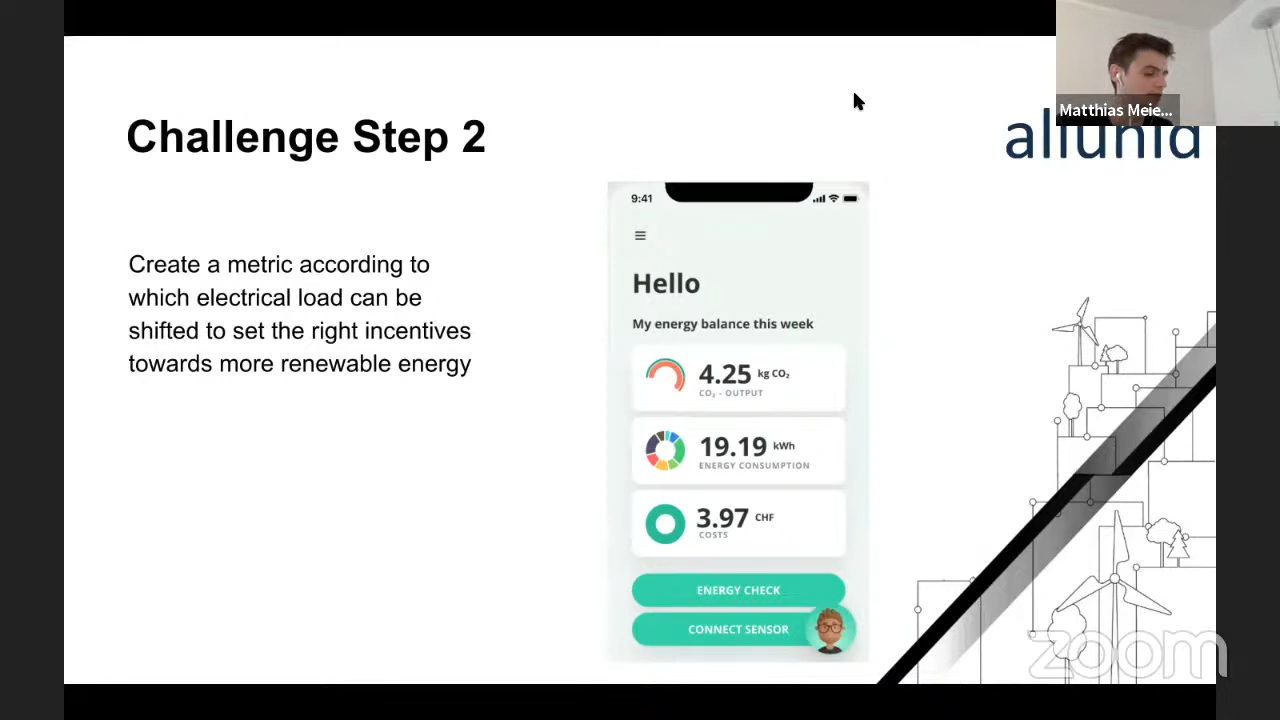 Matthias Meie...
Challenge Step 2
Create a metric according to
which electrical load can be
shifted to set the right incentives
towards more renewable energy
9:41
Hello
My energy balance this week
4.25 kg CO₂
CO₂ - OUTPUT
19.19 kWh
ENERGY CONSUMPTION
3.97 CHF
COSTS
ENERGY CHECK
CONNECT SENSOR
zoom